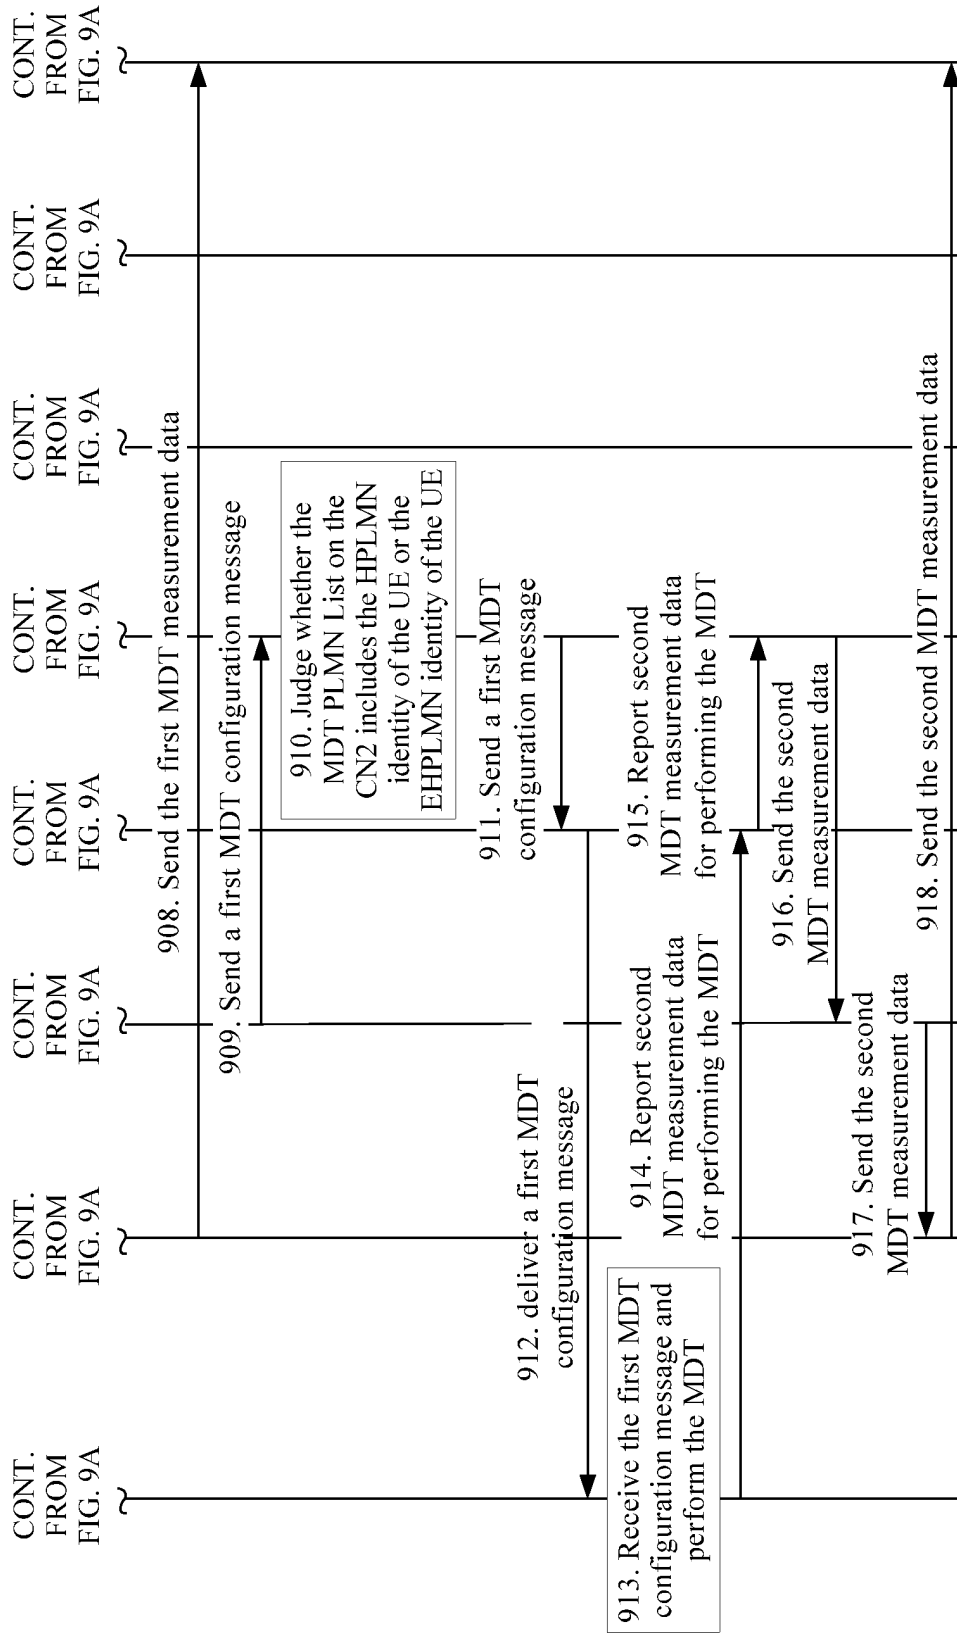 CONT.
FROM
FIG. 9A
CONT.
FROM
FIG. 9A
CONT.
FROM
FIG. 9A
CONT.
FROM
FIG. 9A
CONT.
FROM
FIG. 9A
CONT.
FROM
FIG. 9A
CONT.
FROM
FIG. 9A
CONT.
FROM
FIG. 9A
908. Send the first MDT measurement data
909. Send a first MDT configuration message
910. Judge whether the
MDT PLMN List on the
CN2 includes the HPLMN
identity of the UE or the
EHPLMN identity of the UE
911. Send a first MDT
configuration message
912. deliver a first MDT
configuration message
913. Receive the first MDT
configuration message and
perform the MDT
914. Report second
MDT measurement data
for performing the MDT
915. Report second
MDT measurement data
for performing the MDT
916. Send the second
MDT measurement data
917. Send the second
MDT measurement data
918. Send the second MDT measurement data